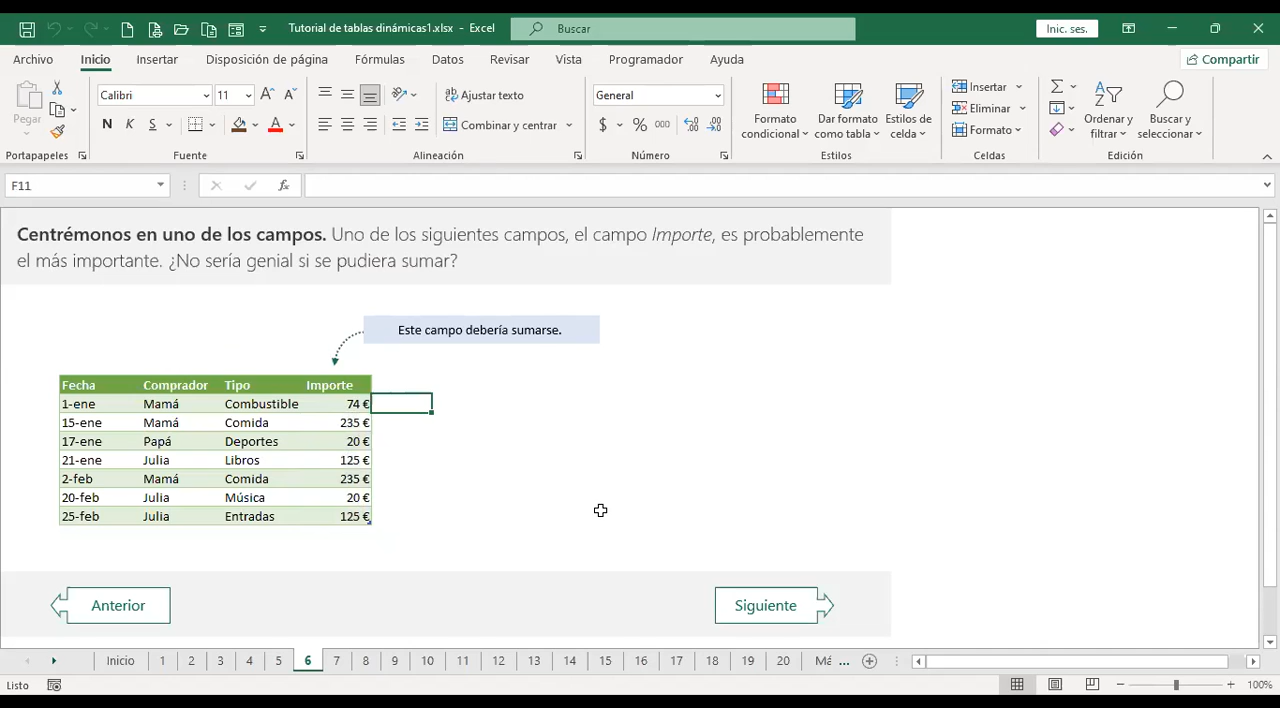 Tutorial de tablas dinámicas1.xlsx - Excel
Buscar
Inic. ses.
Archivo Inicio Insertar Disposición de página Fórmulas Datos Revisar Vista Programador Ayuda Compartir
Pegar
Calibri 11
N K S
Ajustar texto
Combinar y centrar
General
$ % 000
Formato condicional
Dar formato como tabla
Estilos de celda
Insertar
Eliminar
Formato
Ordenar y filtrar
Buscar y seleccionar
Portapapeles Fuente Alineación Número Estilos Celdas Edición
F11 fx
Centrémonos en uno de los campos. Uno de los siguientes campos, el campo Importe, es probablemente
el más importante. ¿No sería genial si se pudiera sumar?
Este campo debería sumarse.
Fecha Comprador Tipo Importe
1-ene Mamá Combustible 74 €
15-ene Mamá Comida 235 €
17-ene Papá Deportes 20 €
21-ene Julia Libros 125 €
2-feb Mamá Comida 235 €
20-feb Julia Música 20 €
25-feb Julia Entradas 125 €
Anterior Siguiente
Inicio 1 2 3 4 5 6 7 8 9 10 11 12 13 14 15 16 17 18 19 20 Má ...
Listo 100%